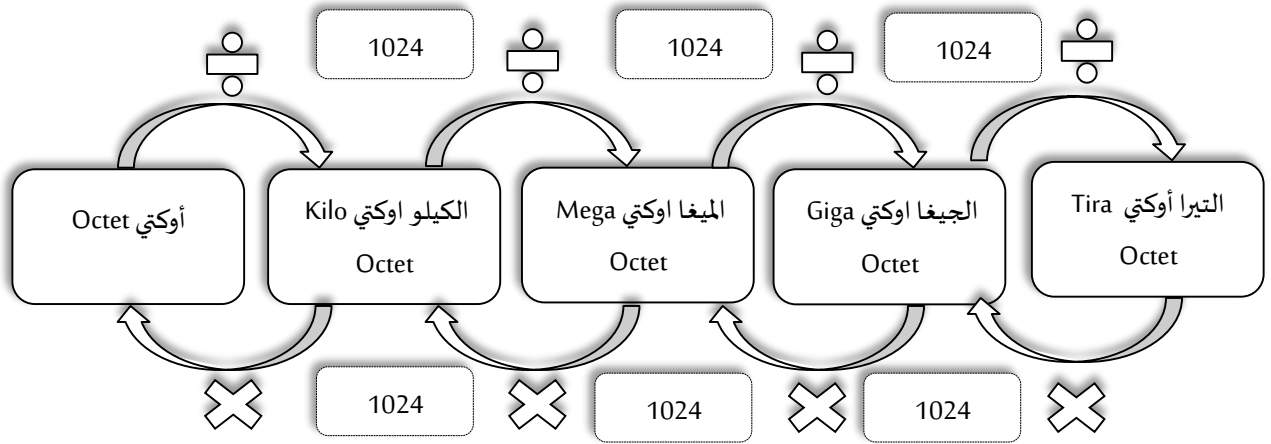 1024
1024
1024
أوكتي Octet
الكيلو اوكتي Kilo
Octet
الميغا اوكتي Mega
Octet
الجيغا اوكتي Giga
Octet
التيرا أوكتي Tira
Octet
1024
1024
1024